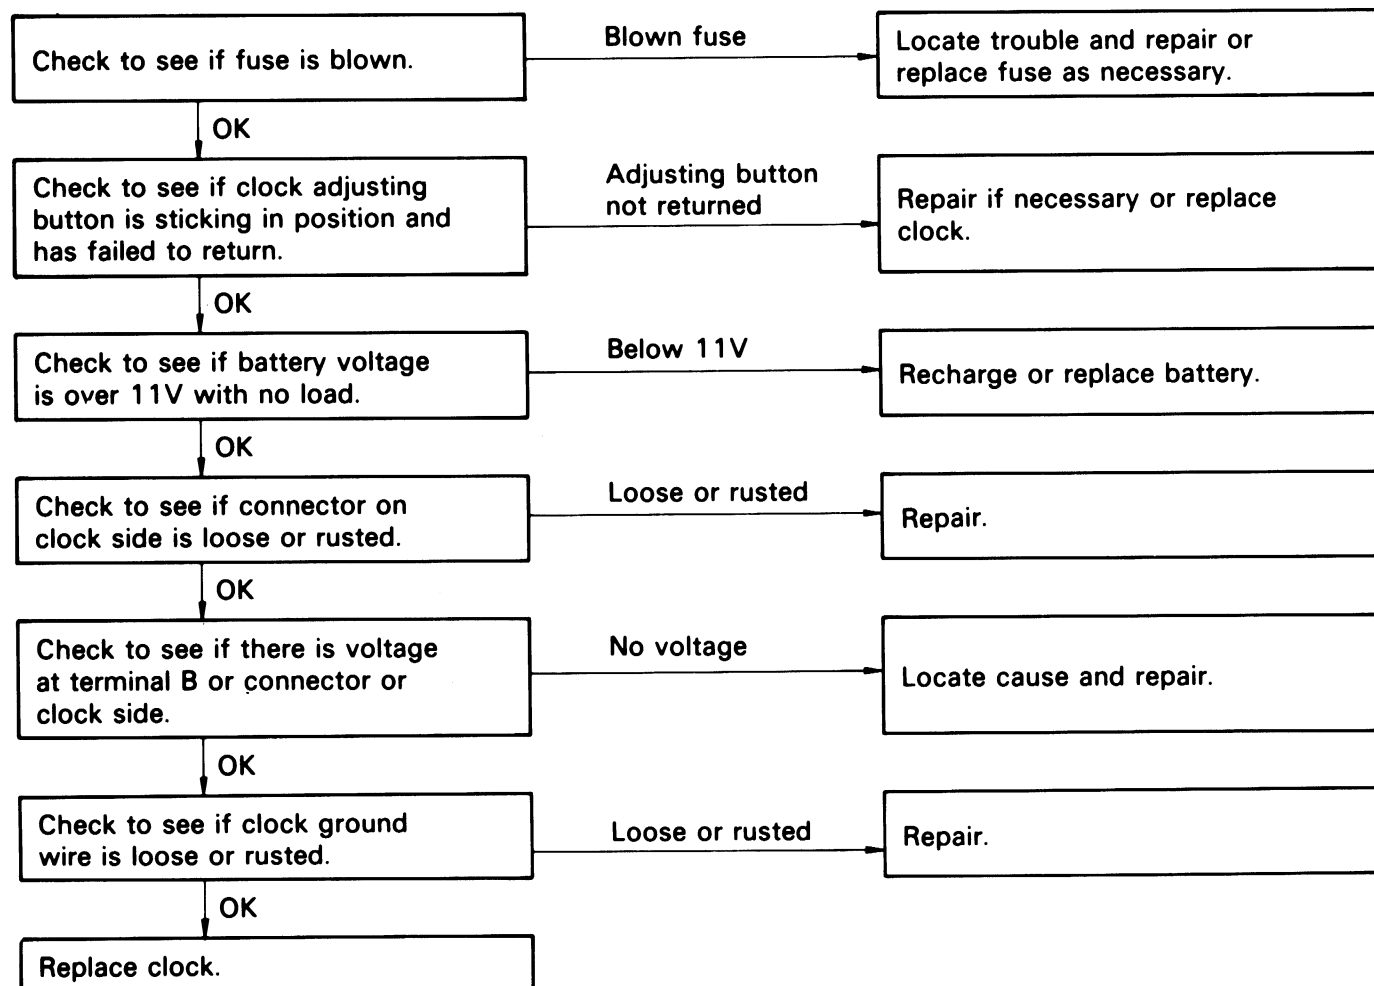 Check to see if fuse is blown.
Blown fuse
Locate trouble and repair or
replace fuse as necessary.
OK
Check to see if clock adjusting
button is sticking in position and
has failed to return.
Adjusting button
not returned
Repair if necessary or replace
clock.
OK
Check to see if battery voltage
is over 11V with no load.
Below 11V
Recharge or replace battery.
OK
Check to see if connector on
clock side is loose or rusted.
Loose or rusted
Repair.
OK
Check to see if there is voltage
at terminal B or connector or
clock side.
No voltage
Locate cause and repair.
OK
Check to see if clock ground
wire is loose or rusted.
Loose or rusted
Repair.
OK
Replace clock.